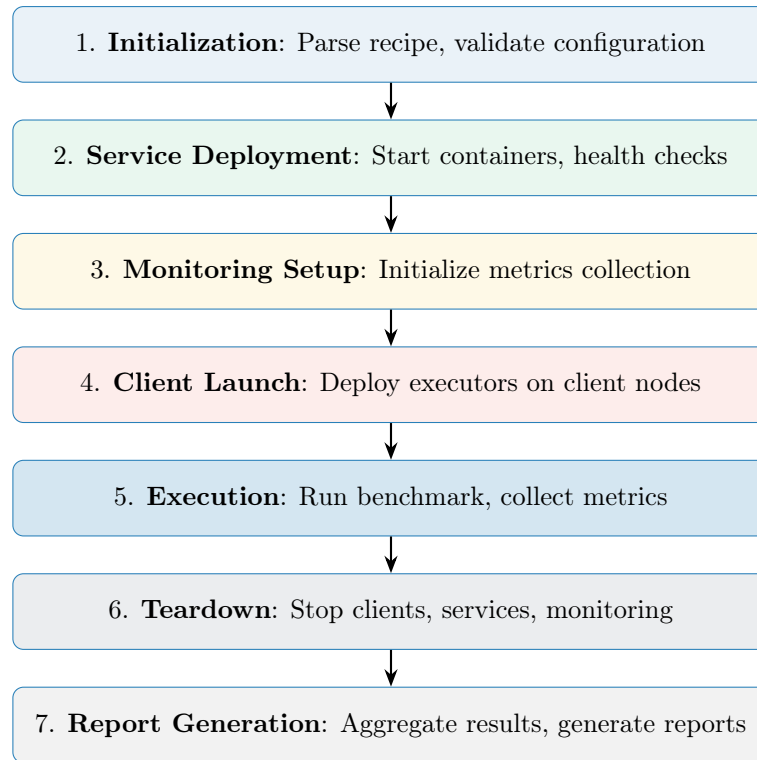 1. Initialization: Parse recipe, validate configuration
2. Service Deployment: Start containers, health checks
3. Monitoring Setup: Initialize metrics collection
4. Client Launch: Deploy executors on client nodes
5. Execution: Run benchmark, collect metrics
6. Teardown: Stop clients, services, monitoring
7. Report Generation: Aggregate results, generate reports